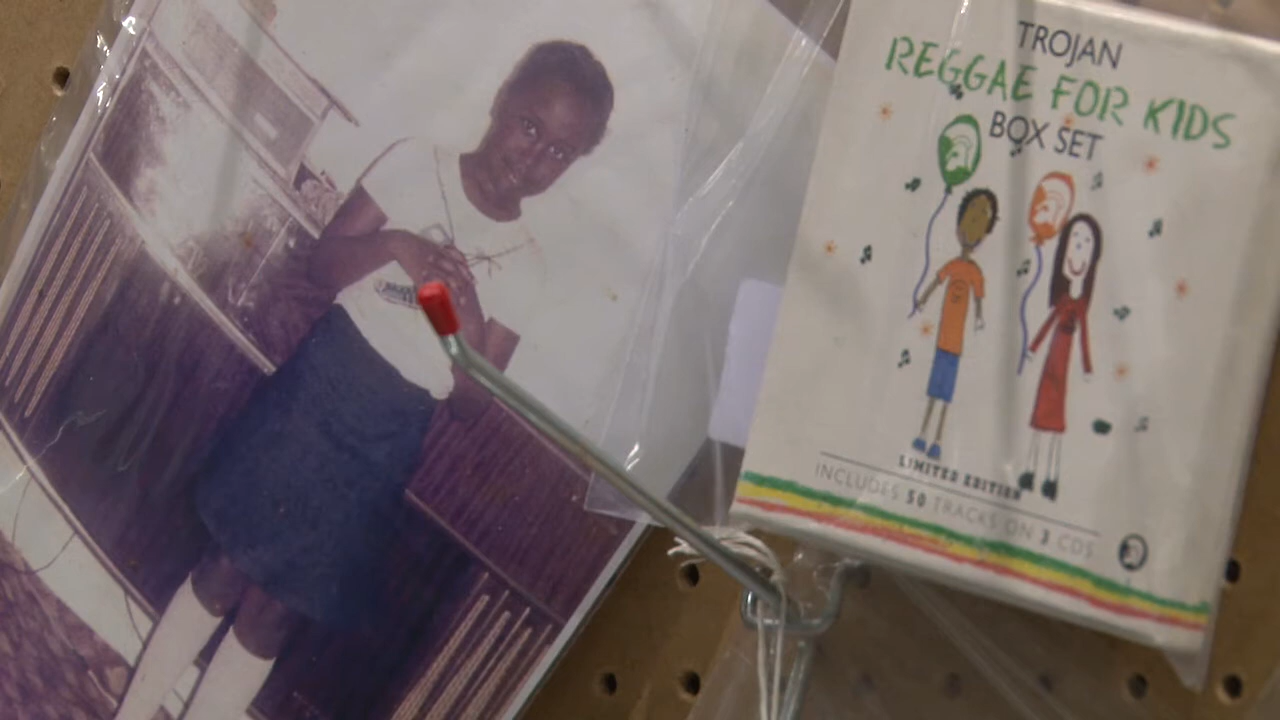 TROJAN
REGGAE FOR KIDS
BOX SET
LIMITED EDITION
INCLUDES 50 TRACKS ON 3 CDS